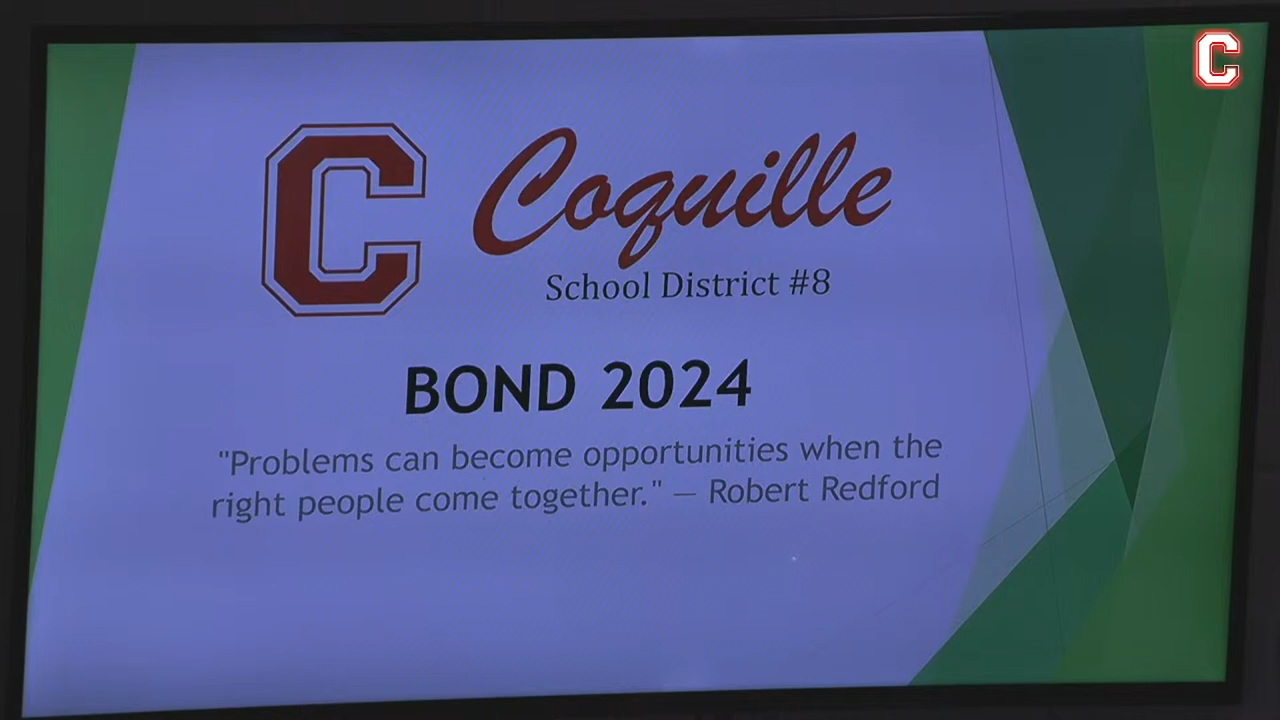 C
C Coquille
School District #8
BOND 2024
"Problems can become opportunities when the
right people come together." — Robert Redford